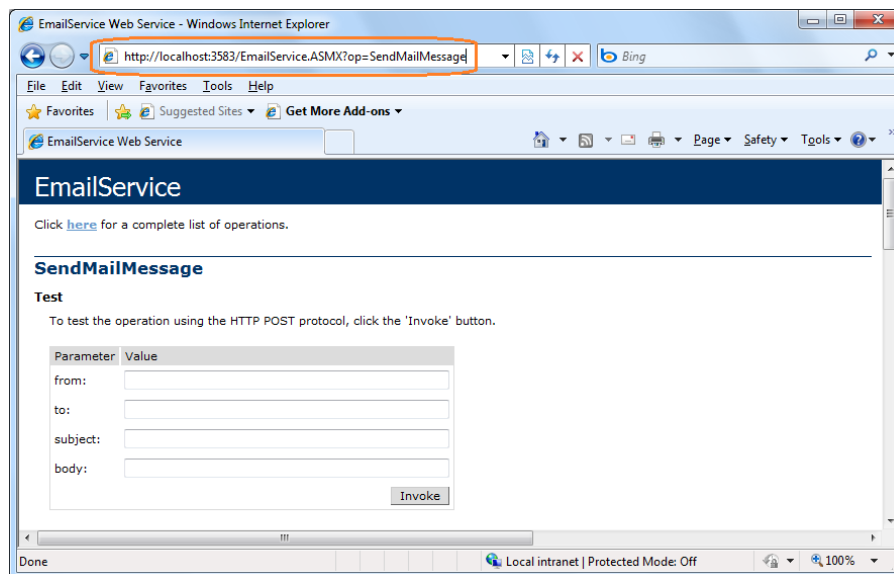 EmailService Web Service - Windows Internet Explorer
http://localhost:3583/EmailService.ASMX?op=SendMailMessage
Bing
File Edit View Favorites Tools Help
Favorites Suggested Sites Get More Add-ons
EmailService Web Service Page Safety Tools
EmailService
Click here for a complete list of operations.
SendMailMessage
Test
To test the operation using the HTTP POST protocol, click the 'Invoke' button.
Parameter Value
from:
to:
subject:
body:
Invoke
Done Local intranet | Protected Mode: Off 100%